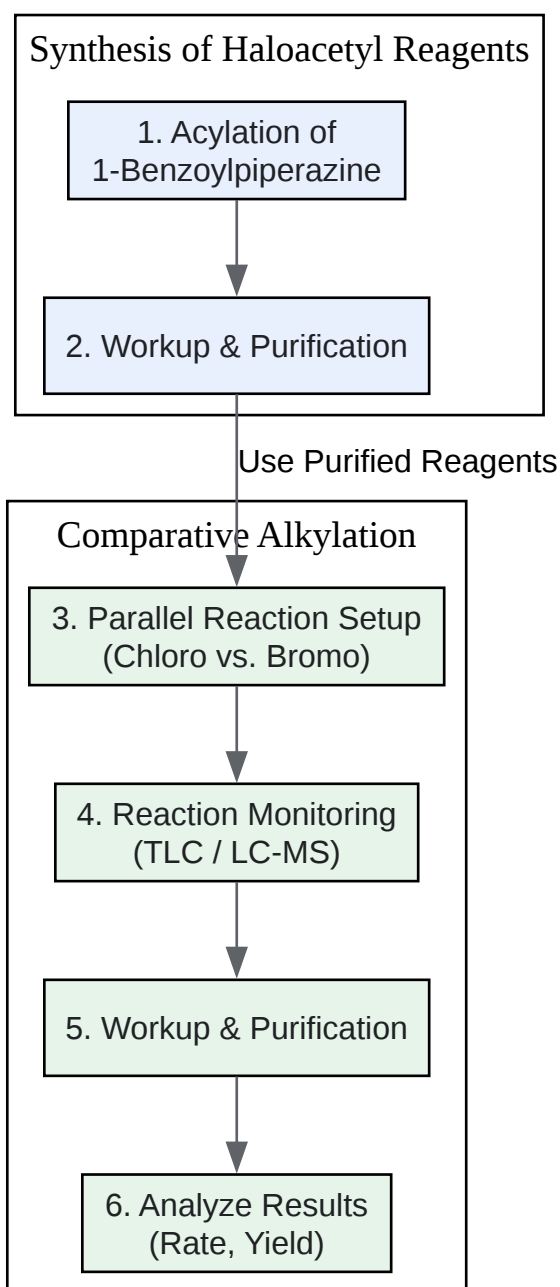 Synthesis of Haloacetyl Reagents
1. Acylation of
1-Benzoylpiperazine
2. Workup & Purification
Use Purified Reagents
Comparative Alkylation
3. Parallel Reaction Setup
(Chloro vs. Bromo)
4. Reaction Monitoring
(TLC / LC-MS)
5. Workup & Purification
6. Analyze Results
(Rate, Yield)